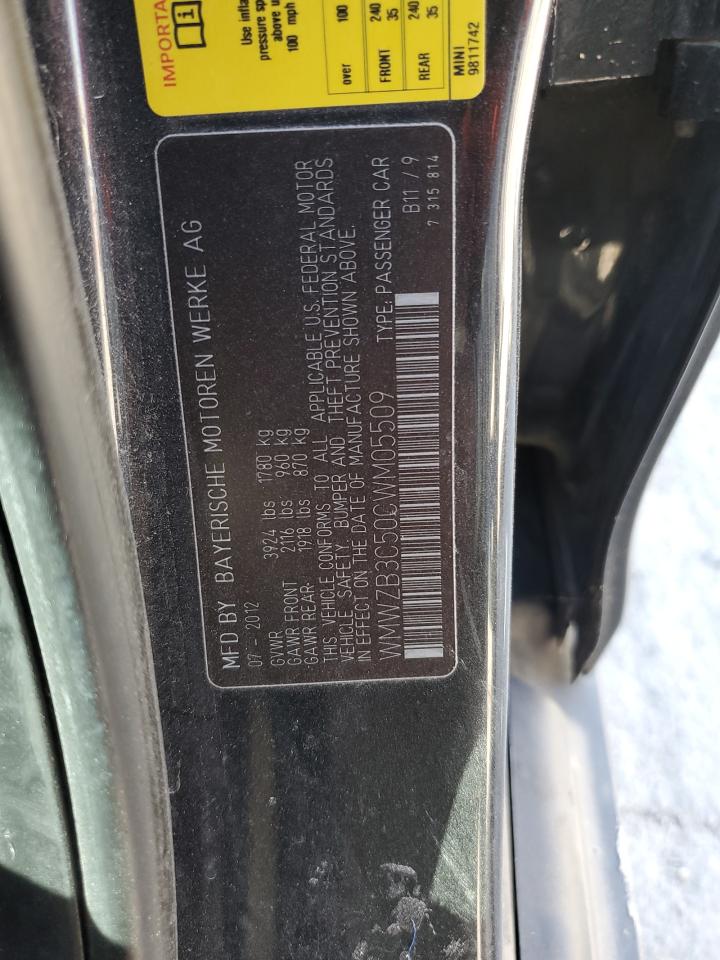 IMPORTA
Use infla
pressure sp
above u
100 mph
over 100
FRONT 240 35
REAR 240 35
MINI
9811742
MFD BY BAYERISCHE MOTOREN WERKE AG
07 - 2012
GVWR 3924 lbs 1780 kg
GAWR FRONT 2116 lbs 960 kg
GAWR REAR 1918 lbs 870 kg
THIS VEHICLE CONFORMS TO ALL APPLICABLE U.S. FEDERAL MOTOR
VEHICLE SAFETY, BUMPER AND THEFT PREVENTION STANDARDS
IN EFFECT ON THE DATE OF MANUFACTURE SHOWN ABOVE.
WMWZB3C50CWM05509 TYPE: PASSENGER CAR
B11 / 9
7 315 814